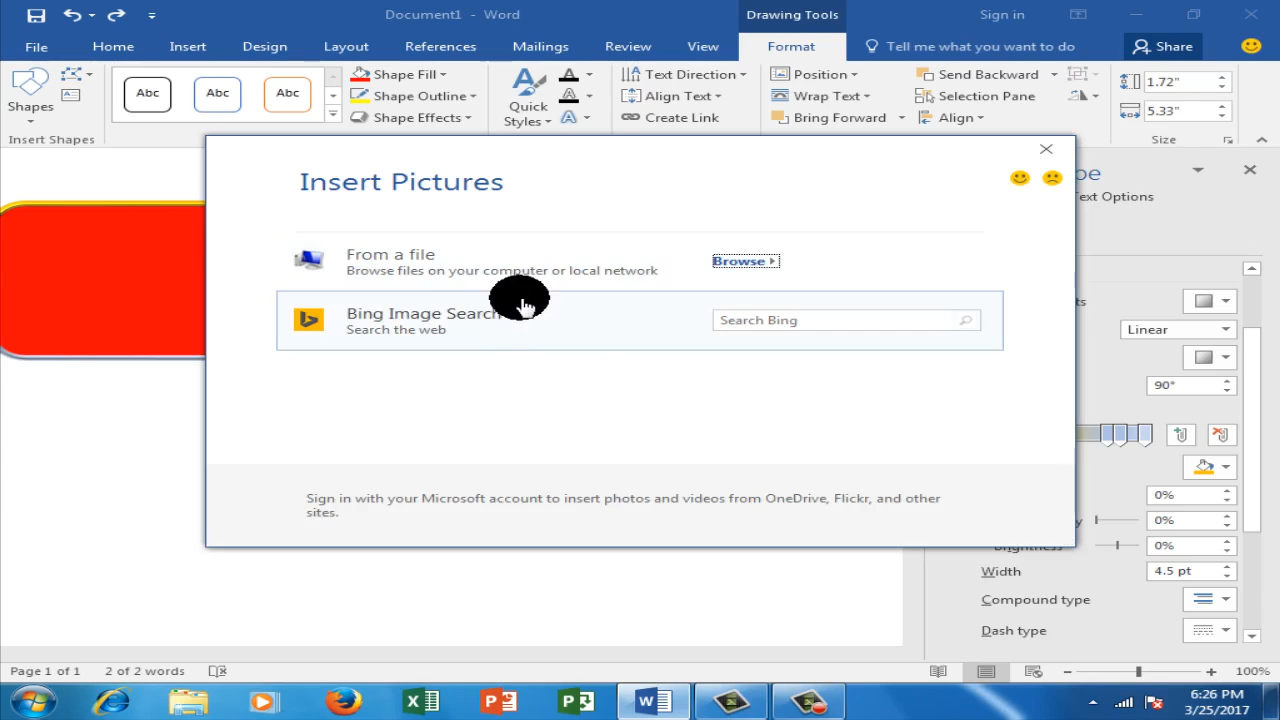 Document1 - Word
Drawing Tools
Sign in
File Home Insert Design Layout References Mailings Review View Format Tell me what you want to do Share
Shapes
Insert Shapes
Abc Abc Abc
Shape Fill
Shape Outline
Shape Effects
Quick
Styles
Text Direction
Align Text
Create Link
Position
Wrap Text
Bring Forward
Send Backward
Selection Pane
Align
1.72"
5.33"
Size
Insert Pictures
From a file
Browse files on your computer or local network
Browse
Bing Image Search
Search the web
Search Bing
Sign in with your Microsoft account to insert photos and videos from OneDrive, Flickr, and other
sites.
Text Options
Linear
90°
0%
0%
brightness 0%
Width 4.5 pt
Compound type
Dash type
Page 1 of 1 2 of 2 words
100%
6:26 PM
3/25/2017